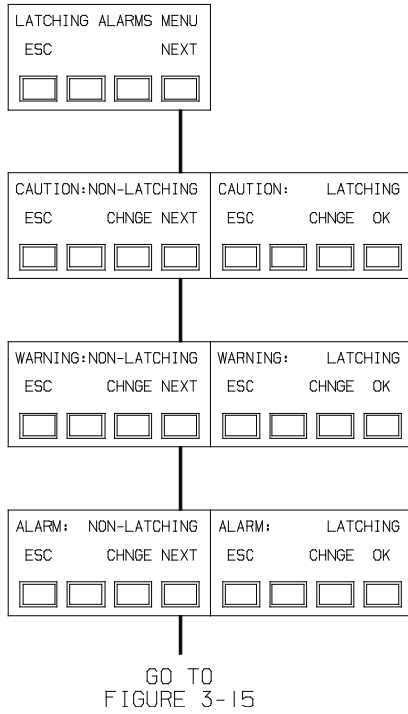 LATCHING ALARMS MENU
ESC NEXT
CAUTION:NON-LATCHING
ESC CHNGE NEXT
CAUTION: LATCHING
ESC CHNGE OK
WARNING:NON-LATCHING
ESC CHNGE NEXT
WARNING: LATCHING
ESC CHNGE OK
ALARM: NON-LATCHING
ESC CHNGE NEXT
ALARM: LATCHING
ESC CHNGE OK
GO TO
FIGURE 3-15